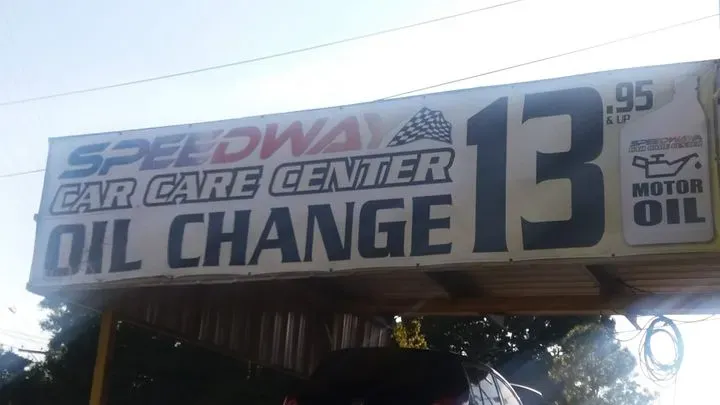 SPEEDWAY
CAR CARE CENTER
OIL CHANGE 13.95
& UP
SPEEDWAY
CAR CARE CENTER
MOTOR
OIL